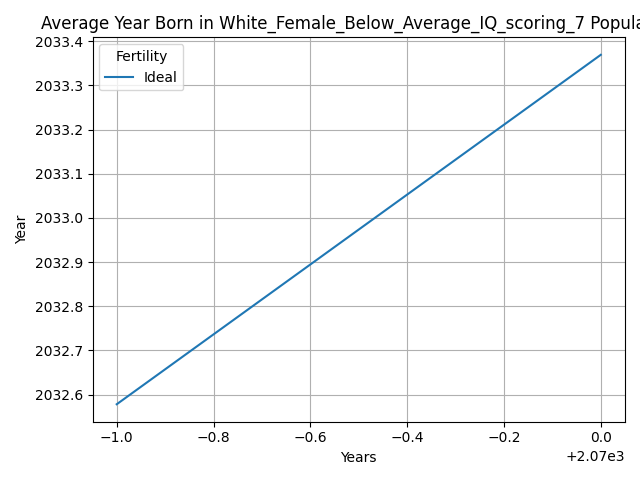 Average Year Born in White_Female_Below_Average_IQ_scoring_7 Popula
2033.4
Fertility
Ideal
2033.3
2033.2
2033.1
2033.0
2032.9
2032.8
2032.7
2032.6
Year
−1.0 −0.8 −0.6 −0.4 −0.2 0.0
Years
+2.07e3